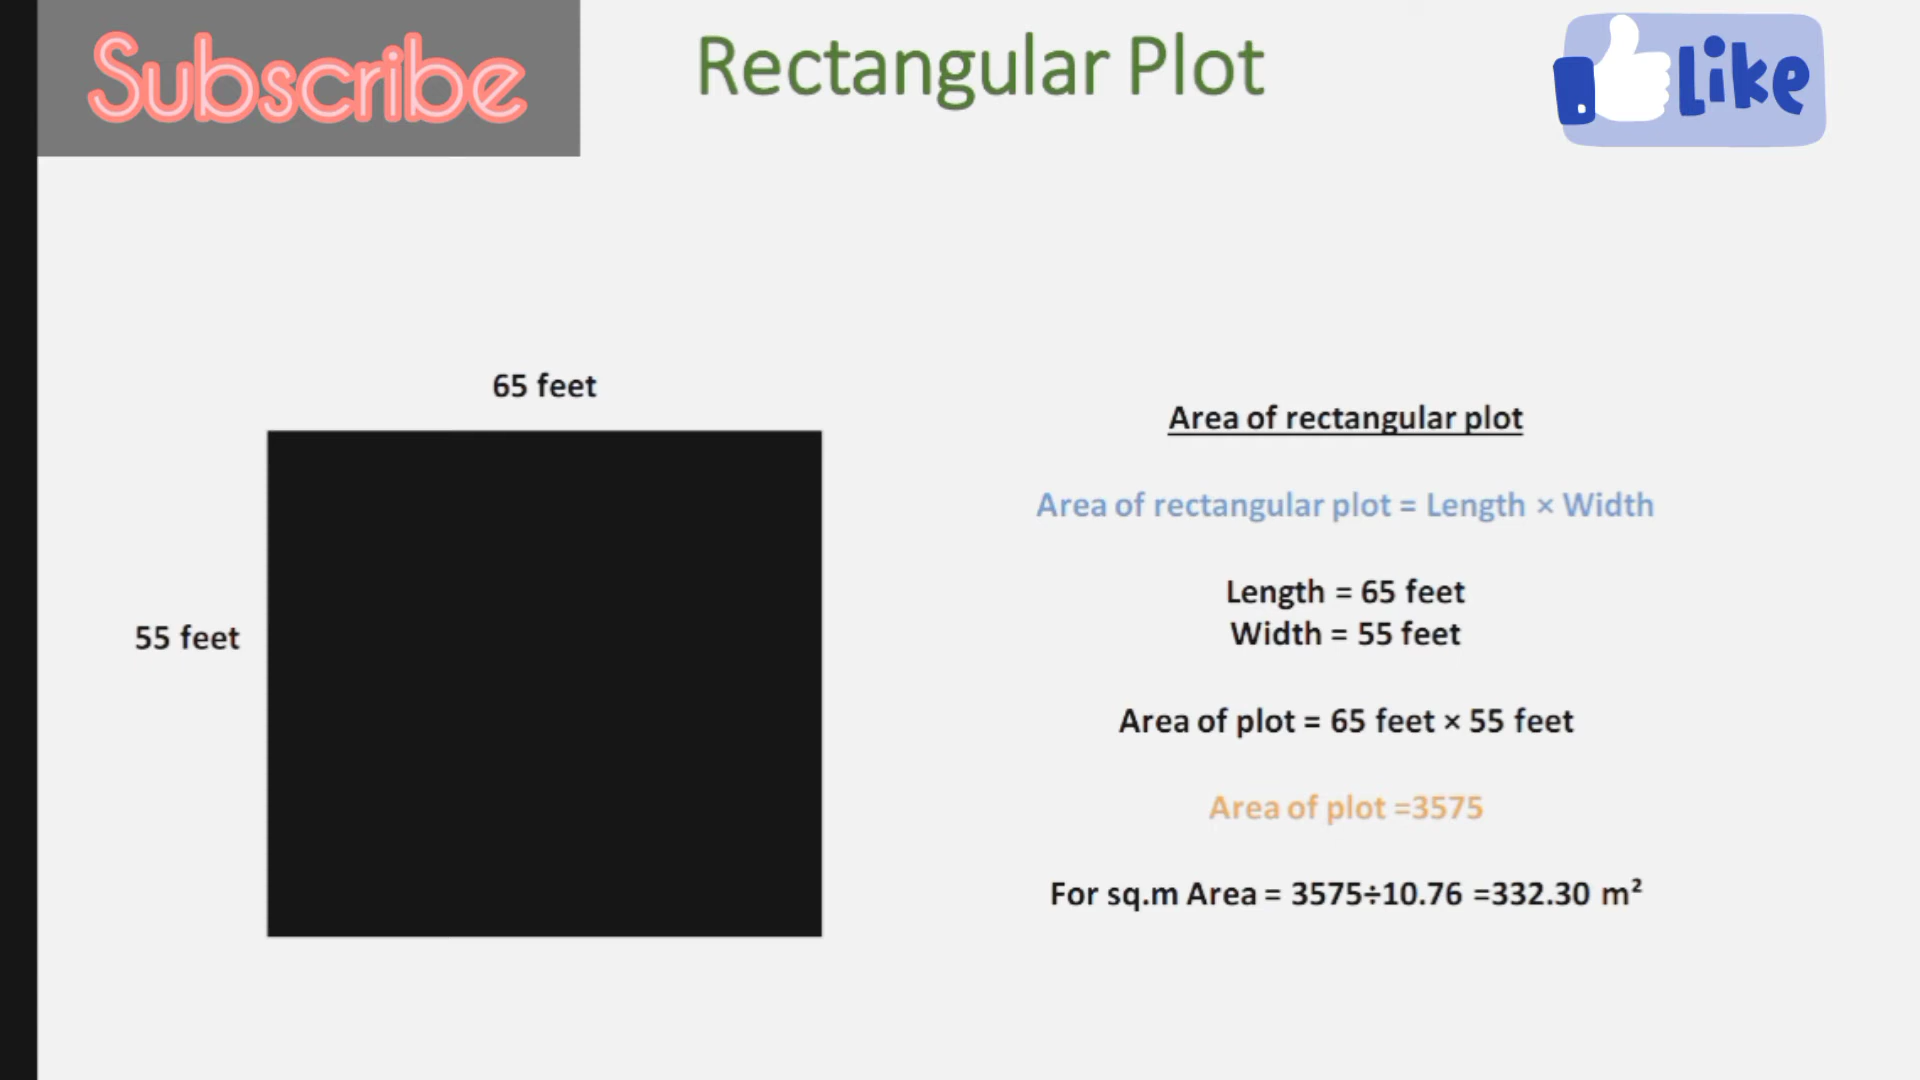 Subscribe
Rectangular Plot
Like
65 feet
55 feet
Area of rectangular plot
Area of rectangular plot = Length × Width
Length = 65 feet
Width = 55 feet
Area of plot = 65 feet × 55 feet
Area of plot =3575
For sq.m Area = 3575÷10.76 =332.30 m²